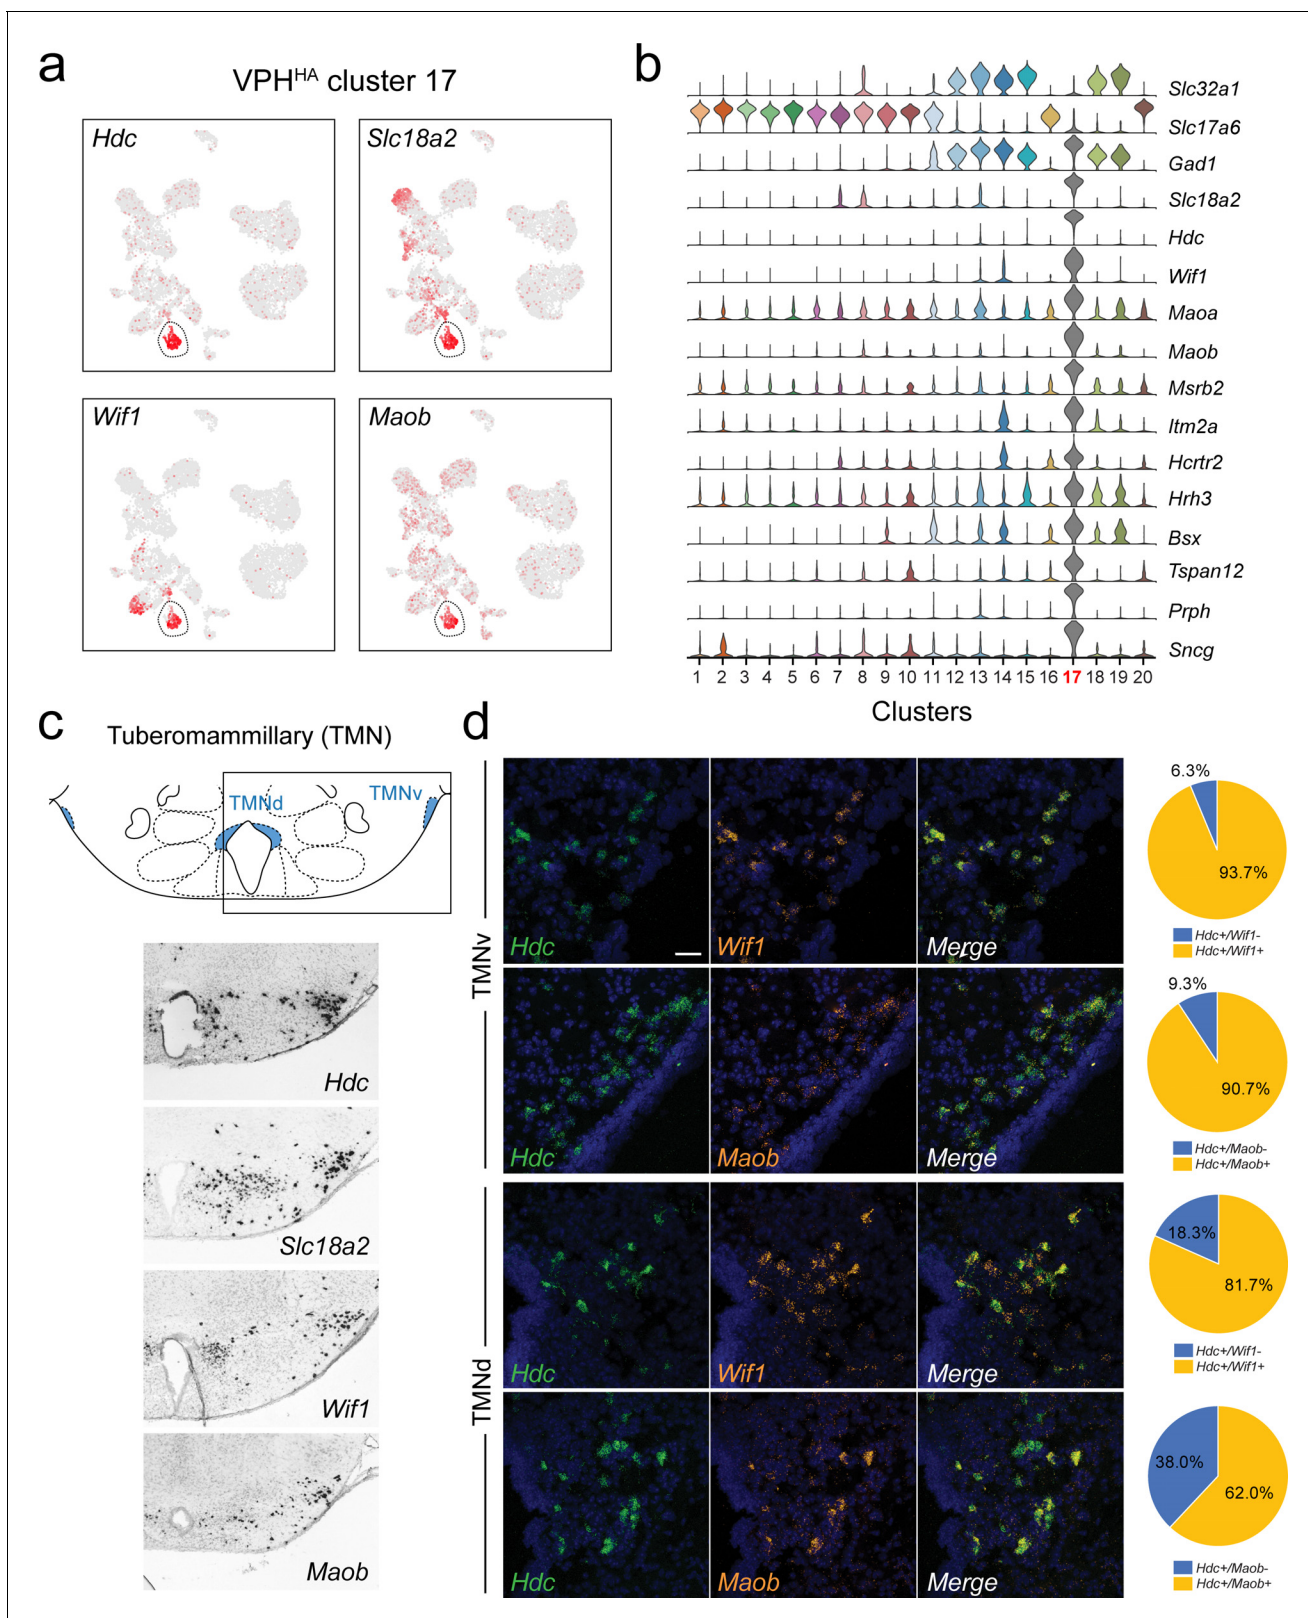 a
VPHHA cluster 17
Hdc
Slc18a2
Wif1
Maob
b
Slc32a1
Slc17a6
Gad1
Slc18a2
Hdc
Wif1
Maoa
Maob
Msrb2
Itm2a
Hcrtr2
Hrh3
Bsx
Tspan12
Prph
Sncg
1 2 3 4 5 6 7 8 9 10 11 12 13 14 15 16 17 18 19 20
Clusters
c
Tuberomammillary (TMN)
TMNd
TMNv
Hdc
Slc18a2
Wif1
Maob
d
TMNv
Hdc
Wif1
Merge
6.3%
93.7%
Hdc+/Wif1-
Hdc+/Wif1+
Hdc
Maob
Merge
9.3%
90.7%
Hdc+/Maob-
Hdc+/Maob+
TMNd
Hdc
Wif1
Merge
18.3%
81.7%
Hdc+/Wif1-
Hdc+/Wif1+
Hdc
Maob
Merge
38.0%
62.0%
Hdc+/Maob-
Hdc+/Maob+